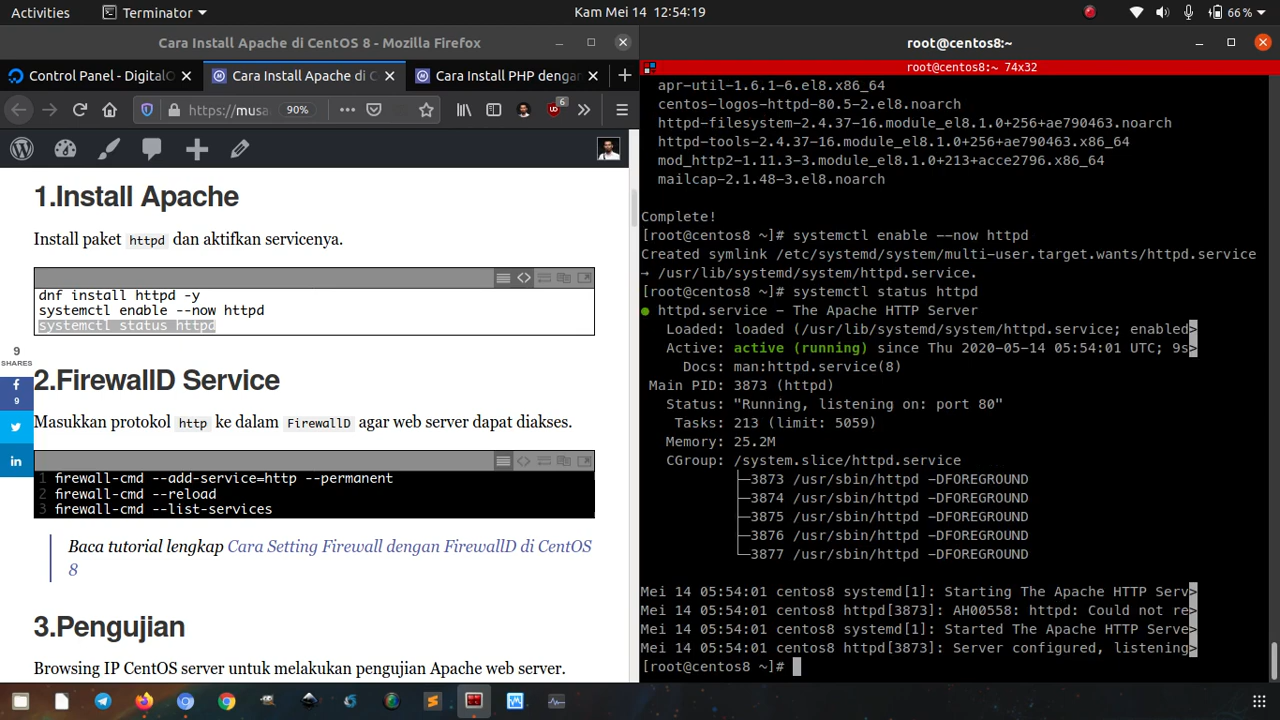 Activities
Terminator
Kam Mei 14 12:54:19
66 %
Cara Install Apache di CentOS 8 - Mozilla Firefox
Control Panel - DigitalO
Cara Install Apache di C
Cara Install PHP dengan
https://musa
90%
6
1.Install Apache
Install paket httpd dan aktifkan servicenya.
dnf install httpd -y
systemctl enable --now httpd
systemctl status httpd
9
SHARES
9
2.FirewallD Service
Masukkan protokol http ke dalam FirewallD agar web server dapat diakses.
1 firewall-cmd --add-service=http --permanent
2 firewall-cmd --reload
3 firewall-cmd --list-services
Baca tutorial lengkap Cara Setting Firewall dengan FirewallD di CentOS
8
3.Pengujian
Browsing IP CentOS server untuk melakukan pengujian Apache web server.
root@centos8:~
root@centos8:~ 74x32
apr-util-1.6.1-6.el8.x86_64
centos-logos-httpd-80.5-2.el8.noarch
httpd-filesystem-2.4.37-16.module_el8.1.0+256+ae790463.noarch
httpd-tools-2.4.37-16.module_el8.1.0+256+ae790463.x86_64
mod_http2-1.11.3-3.module_el8.1.0+213+acce2796.x86_64
mailcap-2.1.48-3.el8.noarch
Complete!
[root@centos8 ~]# systemctl enable --now httpd
Created symlink /etc/systemd/system/multi-user.target.wants/httpd.service
→ /usr/lib/systemd/system/httpd.service.
[root@centos8 ~]# systemctl status httpd
● httpd.service - The Apache HTTP Server
Loaded: loaded (/usr/lib/systemd/system/httpd.service; enabled>
Active: active (running) since Thu 2020-05-14 05:54:01 UTC; 9s>
Docs: man:httpd.service(8)
Main PID: 3873 (httpd)
Status: "Running, listening on: port 80"
Tasks: 213 (limit: 5059)
Memory: 25.2M
CGroup: /system.slice/httpd.service
├─3873 /usr/sbin/httpd -DFOREGROUND
├─3874 /usr/sbin/httpd -DFOREGROUND
├─3875 /usr/sbin/httpd -DFOREGROUND
├─3876 /usr/sbin/httpd -DFOREGROUND
└─3877 /usr/sbin/httpd -DFOREGROUND
Mei 14 05:54:01 centos8 systemd[1]: Starting The Apache HTTP Serv>
Mei 14 05:54:01 centos8 httpd[3873]: AH00558: httpd: Could not re>
Mei 14 05:54:01 centos8 systemd[1]: Started The Apache HTTP Serve>
Mei 14 05:54:01 centos8 httpd[3873]: Server configured, listening>
[root@centos8 ~]#